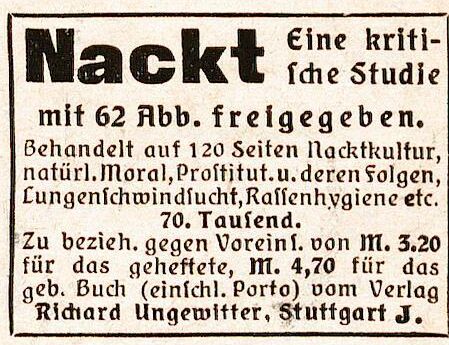 Nackt Eine kriti-
sche Studie
mit 62 Abb. freigegeben.
Behandelt auf 120 Seiten Nacktkultur,
natürl. Moral, Prostitut. u. deren Folgen,
Lungenschwindsucht, Rassenhygiene etc.
70. Tausend.
Zu bezieh. gegen Voreins. von M. 3.20
für das geheftete, M. 4,70 für das
geb. Buch (einschl. Porto) vom Verlag
Richard Ungewitter, Stuttgart J.